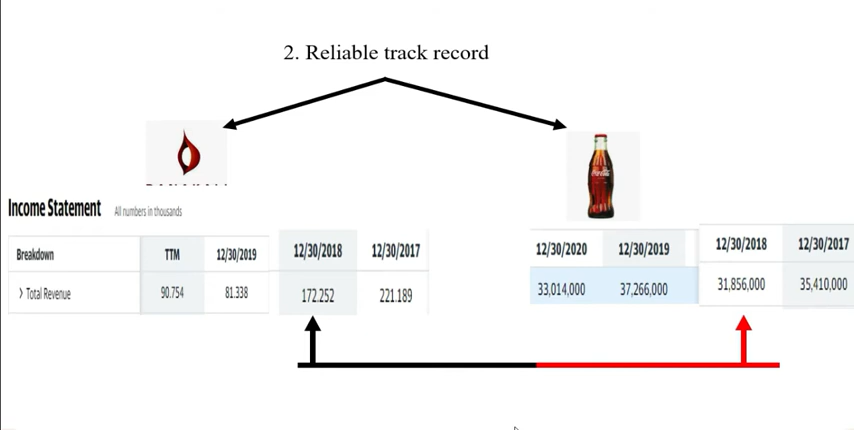 2. Reliable track record
Coca-Cola
Income Statement All numbers in thousands
Breakdown TTM 12/30/2019 12/30/2018 12/30/2017
> Total Revenue 90.754 81.338 172.252 221.189
12/30/2020 12/30/2019 12/30/2018 12/30/2017
33,014,000 37,266,000 31,856,000 35,410,000